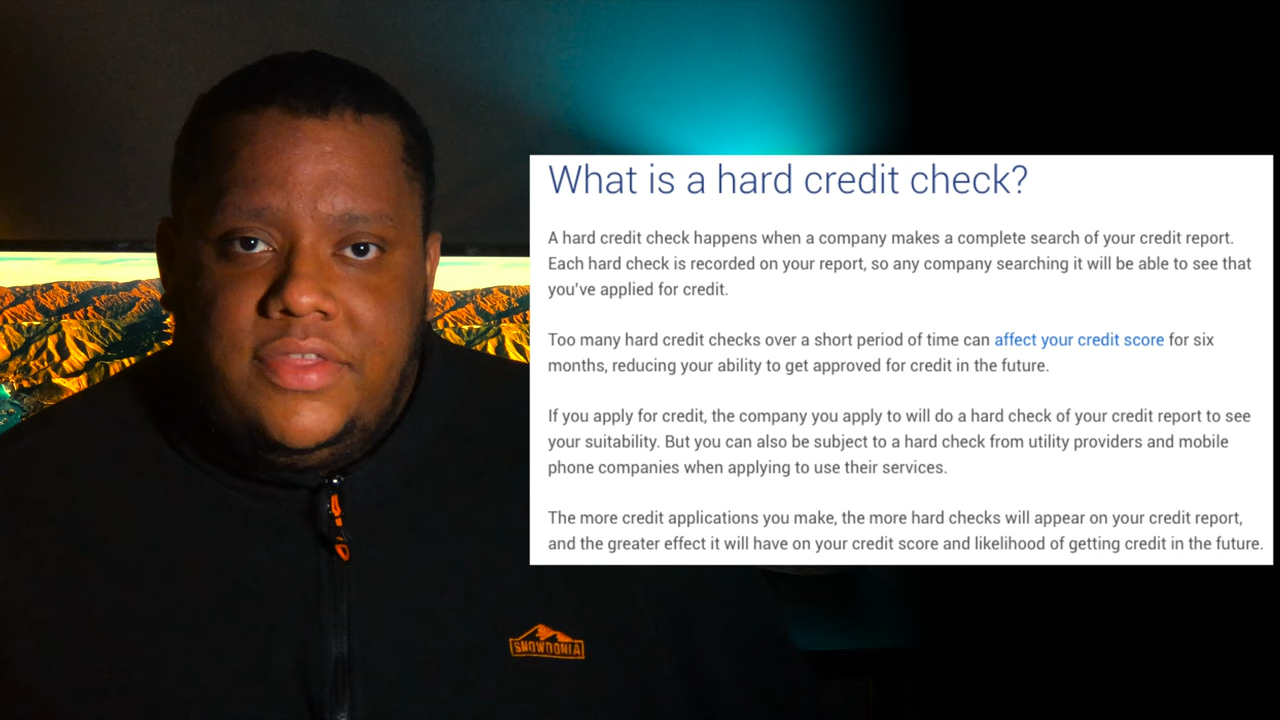 What is a hard credit check?
A hard credit check happens when a company makes a complete search of your credit report.
Each hard check is recorded on your report, so any company searching it will be able to see that
you've applied for credit.
Too many hard credit checks over a short period of time can affect your credit score for six
months, reducing your ability to get approved for credit in the future.
If you apply for credit, the company you apply to will do a hard check of your credit report to see
your suitability. But you can also be subject to a hard check from utility providers and mobile
phone companies when applying to use their services.
The more credit applications you make, the more hard checks will appear on your credit report,
and the greater effect it will have on your credit score and likelihood of getting credit in the future.
SNOWDONIA